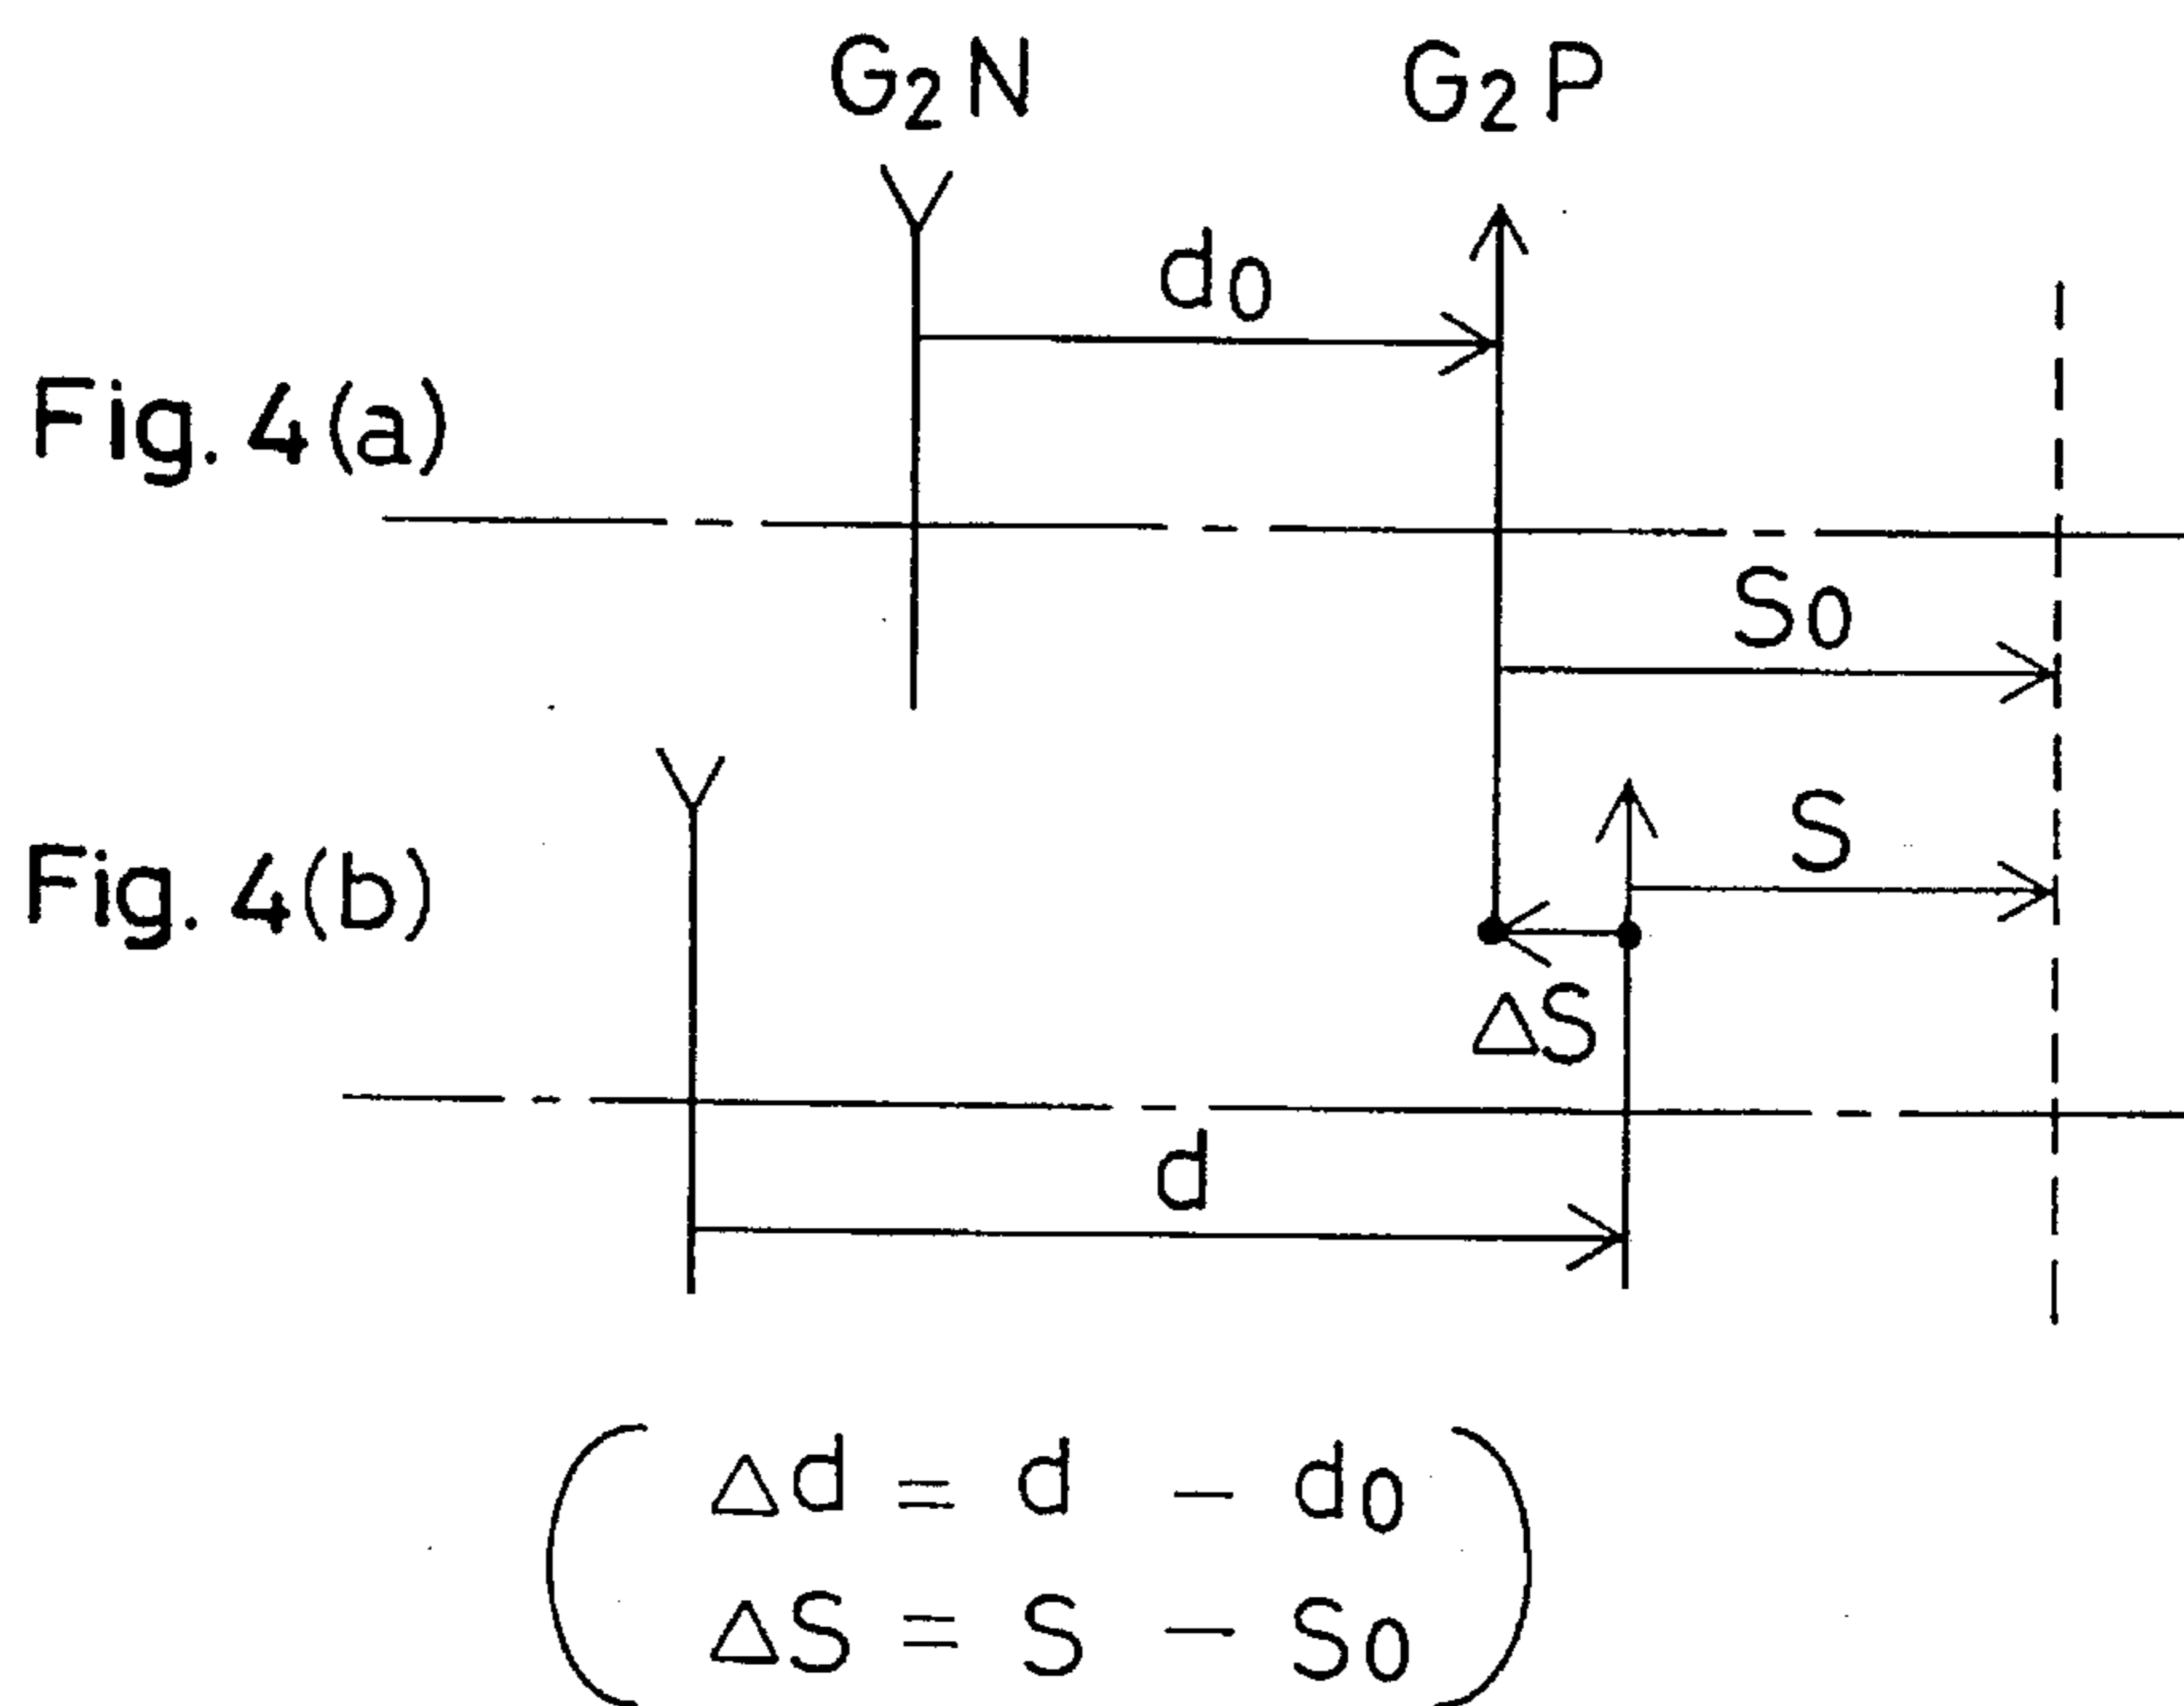 G2N G2P
d0
Fig. 4(a)
S0
S
Fig. 4(b)
ΔS
d
Δd = d - d0
ΔS = S - S0